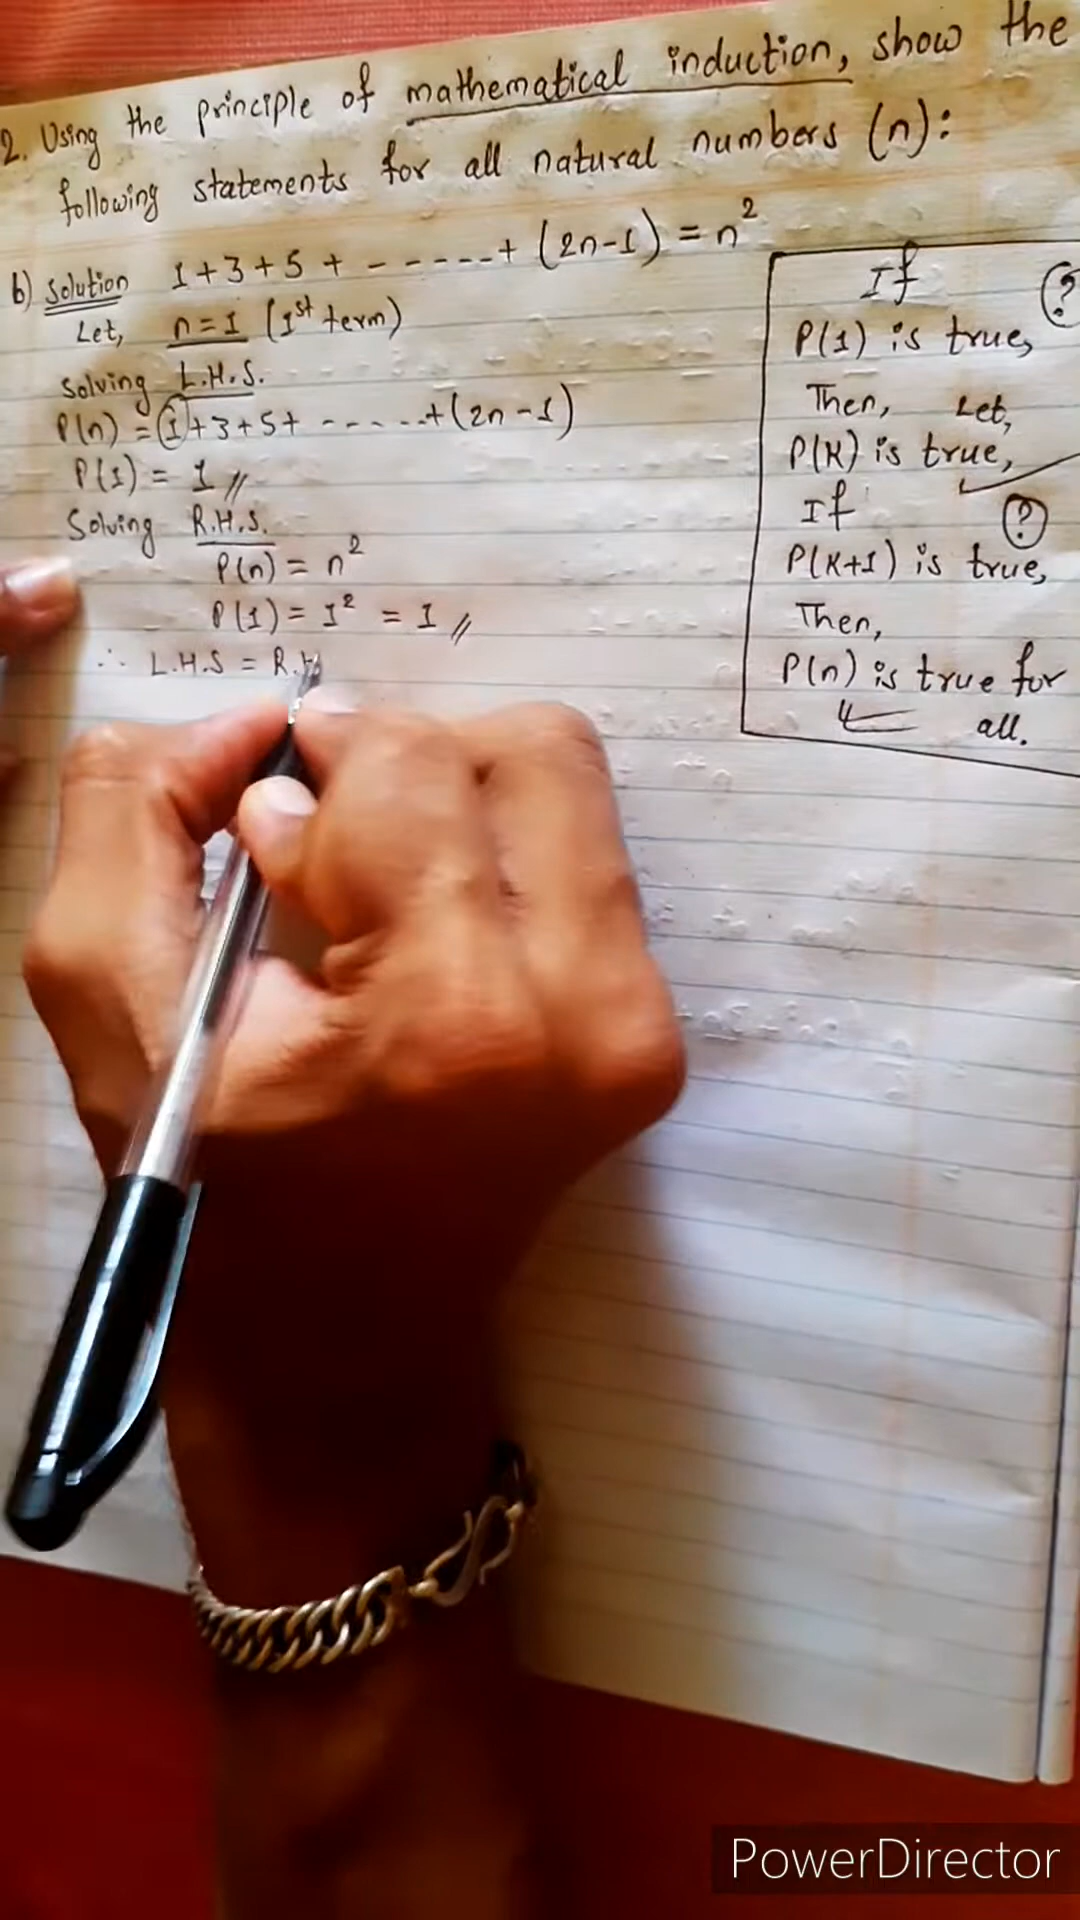 2. Using the principle of mathematical induction, show the
following statements for all natural numbers (n):
b) Solution 1+3+5+ ------+ (2n-1) = n²
Let, n=1 (1st term)
Solving L.H.S.
P(n) = 1+3+5+ ------+(2n-1)
P(1) = 1 //
Solving R.H.S.
P(n) = n²
P(1) = 1² = 1 //
∴ L.H.S = R.H
If ?
P(1) is true,
Then, Let,
P(K) is true,
If ?
P(K+1) is true,
Then,
P(n) is true for
all.
PowerDirector